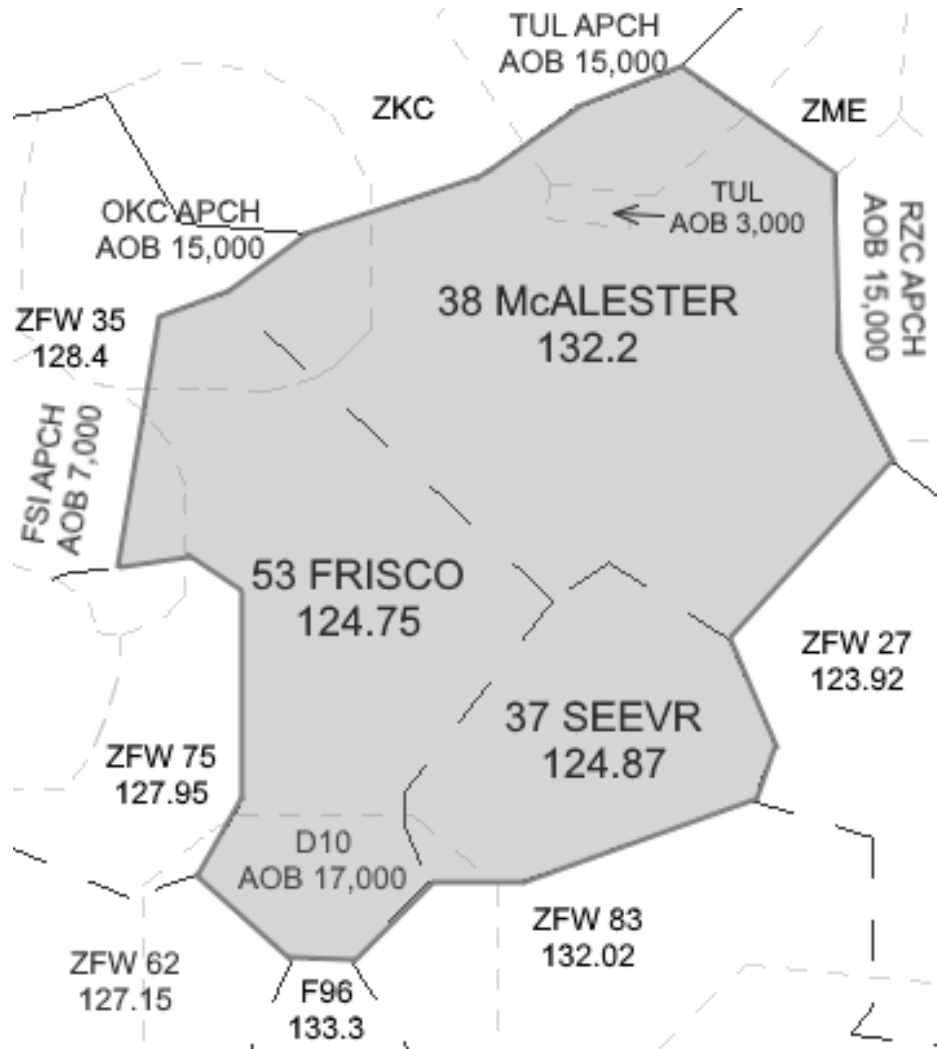 TUL APCH
AOB 15,000
ZKC
ZME
OKC APCH
AOB 15,000
TUL
AOB 3,000
RZC APCH
AOB 15,000
38 McALESTER
132.2
ZFW 35
128.4
FSI APCH
AOB 7,000
53 FRISCO
124.75
ZFW 27
123.92
37 SEEVR
124.87
ZFW 75
127.95
D10
AOB 17,000
ZFW 83
132.02
ZFW 62
127.15
F96
133.3